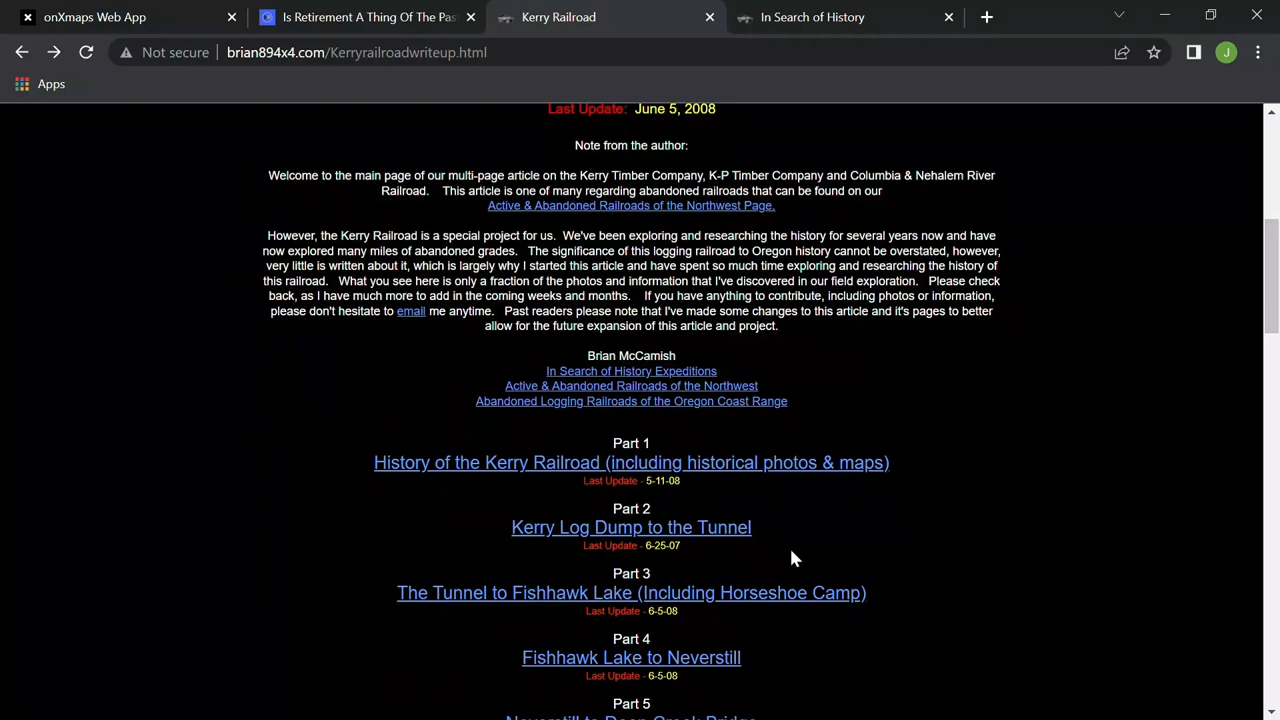 onXmaps Web App
Is Retirement A Thing Of The Pas
Kerry Railroad
In Search of History
Not secure
brian894x4.com/Kerryrailroadwriteup.html
J
Apps
Last Update: June 5, 2008
Note from the author:
Welcome to the main page of our multi-page article on the Kerry Timber Company, K-P Timber Company and Columbia & Nehalem River
Railroad. This article is one of many regarding abandoned railroads that can be found on our
Active & Abandoned Railroads of the Northwest Page.
However, the Kerry Railroad is a special project for us. We've been exploring and researching the history for several years now and have
now explored many miles of abandoned grades. The significance of this logging railroad to Oregon history cannot be overstated, however,
very little is written about it, which is largely why I started this article and have spent so much time exploring and researching the history of
this railroad. What you see here is only a fraction of the photos and information that I've discovered in our field exploration. Please check
back, as I have much more to add in the coming weeks and months. If you have anything to contribute, including photos or information,
please don't hesitate to email me anytime. Past readers please note that I've made some changes to this article and it's pages to better
allow for the future expansion of this article and project.
Brian McCamish
In Search of History Expeditions
Active & Abandoned Railroads of the Northwest
Abandoned Logging Railroads of the Oregon Coast Range
Part 1
History of the Kerry Railroad (including historical photos & maps)
Last Update - 5-11-08
Part 2
Kerry Log Dump to the Tunnel
Last Update - 6-25-07
Part 3
The Tunnel to Fishhawk Lake (Including Horseshoe Camp)
Last Update - 6-5-08
Part 4
Fishhawk Lake to Neverstill
Last Update - 6-5-08
Part 5
Neverstill to Deep Creek Bridge